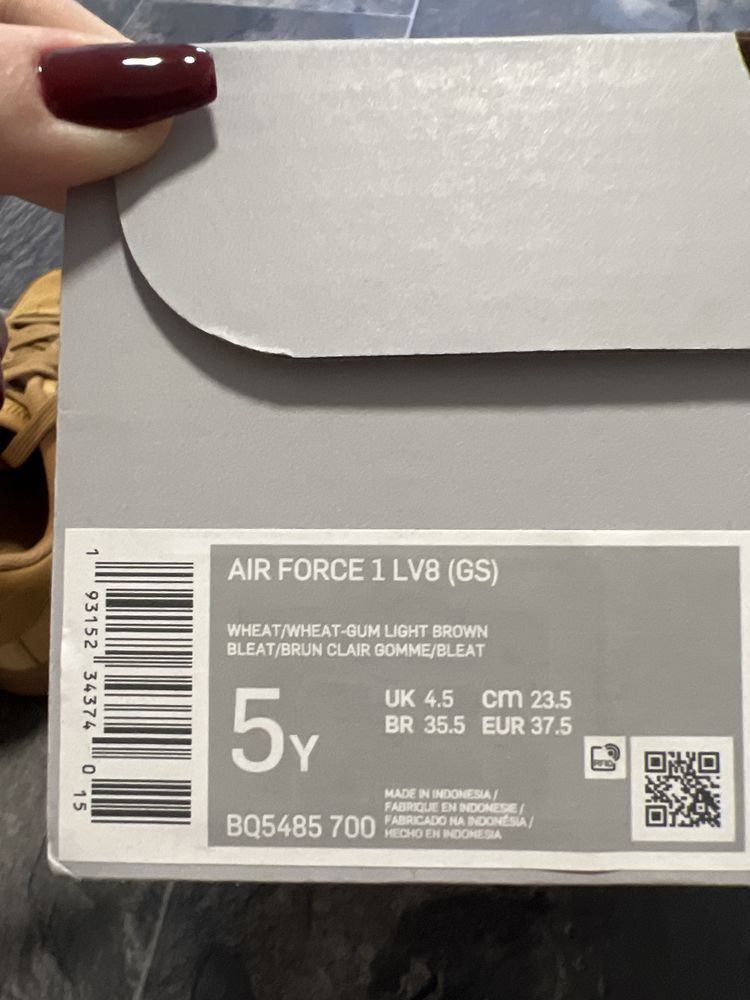 AIR FORCE 1 LV8 (GS)
WHEAT/WHEAT-GUM LIGHT BROWN
BLEAT/BRUN CLAIR GOMME/BLEAT
5Y
UK 4.5 cm 23.5
BR 35.5 EUR 37.5
RFID
BQ5485 700
MADE IN INDONESIA /
FABRIQUE EN INDONESIE /
FABRICADO NA INDONÉSIA /
HECHO EN INDONESIA
1 93152 34374 0 15